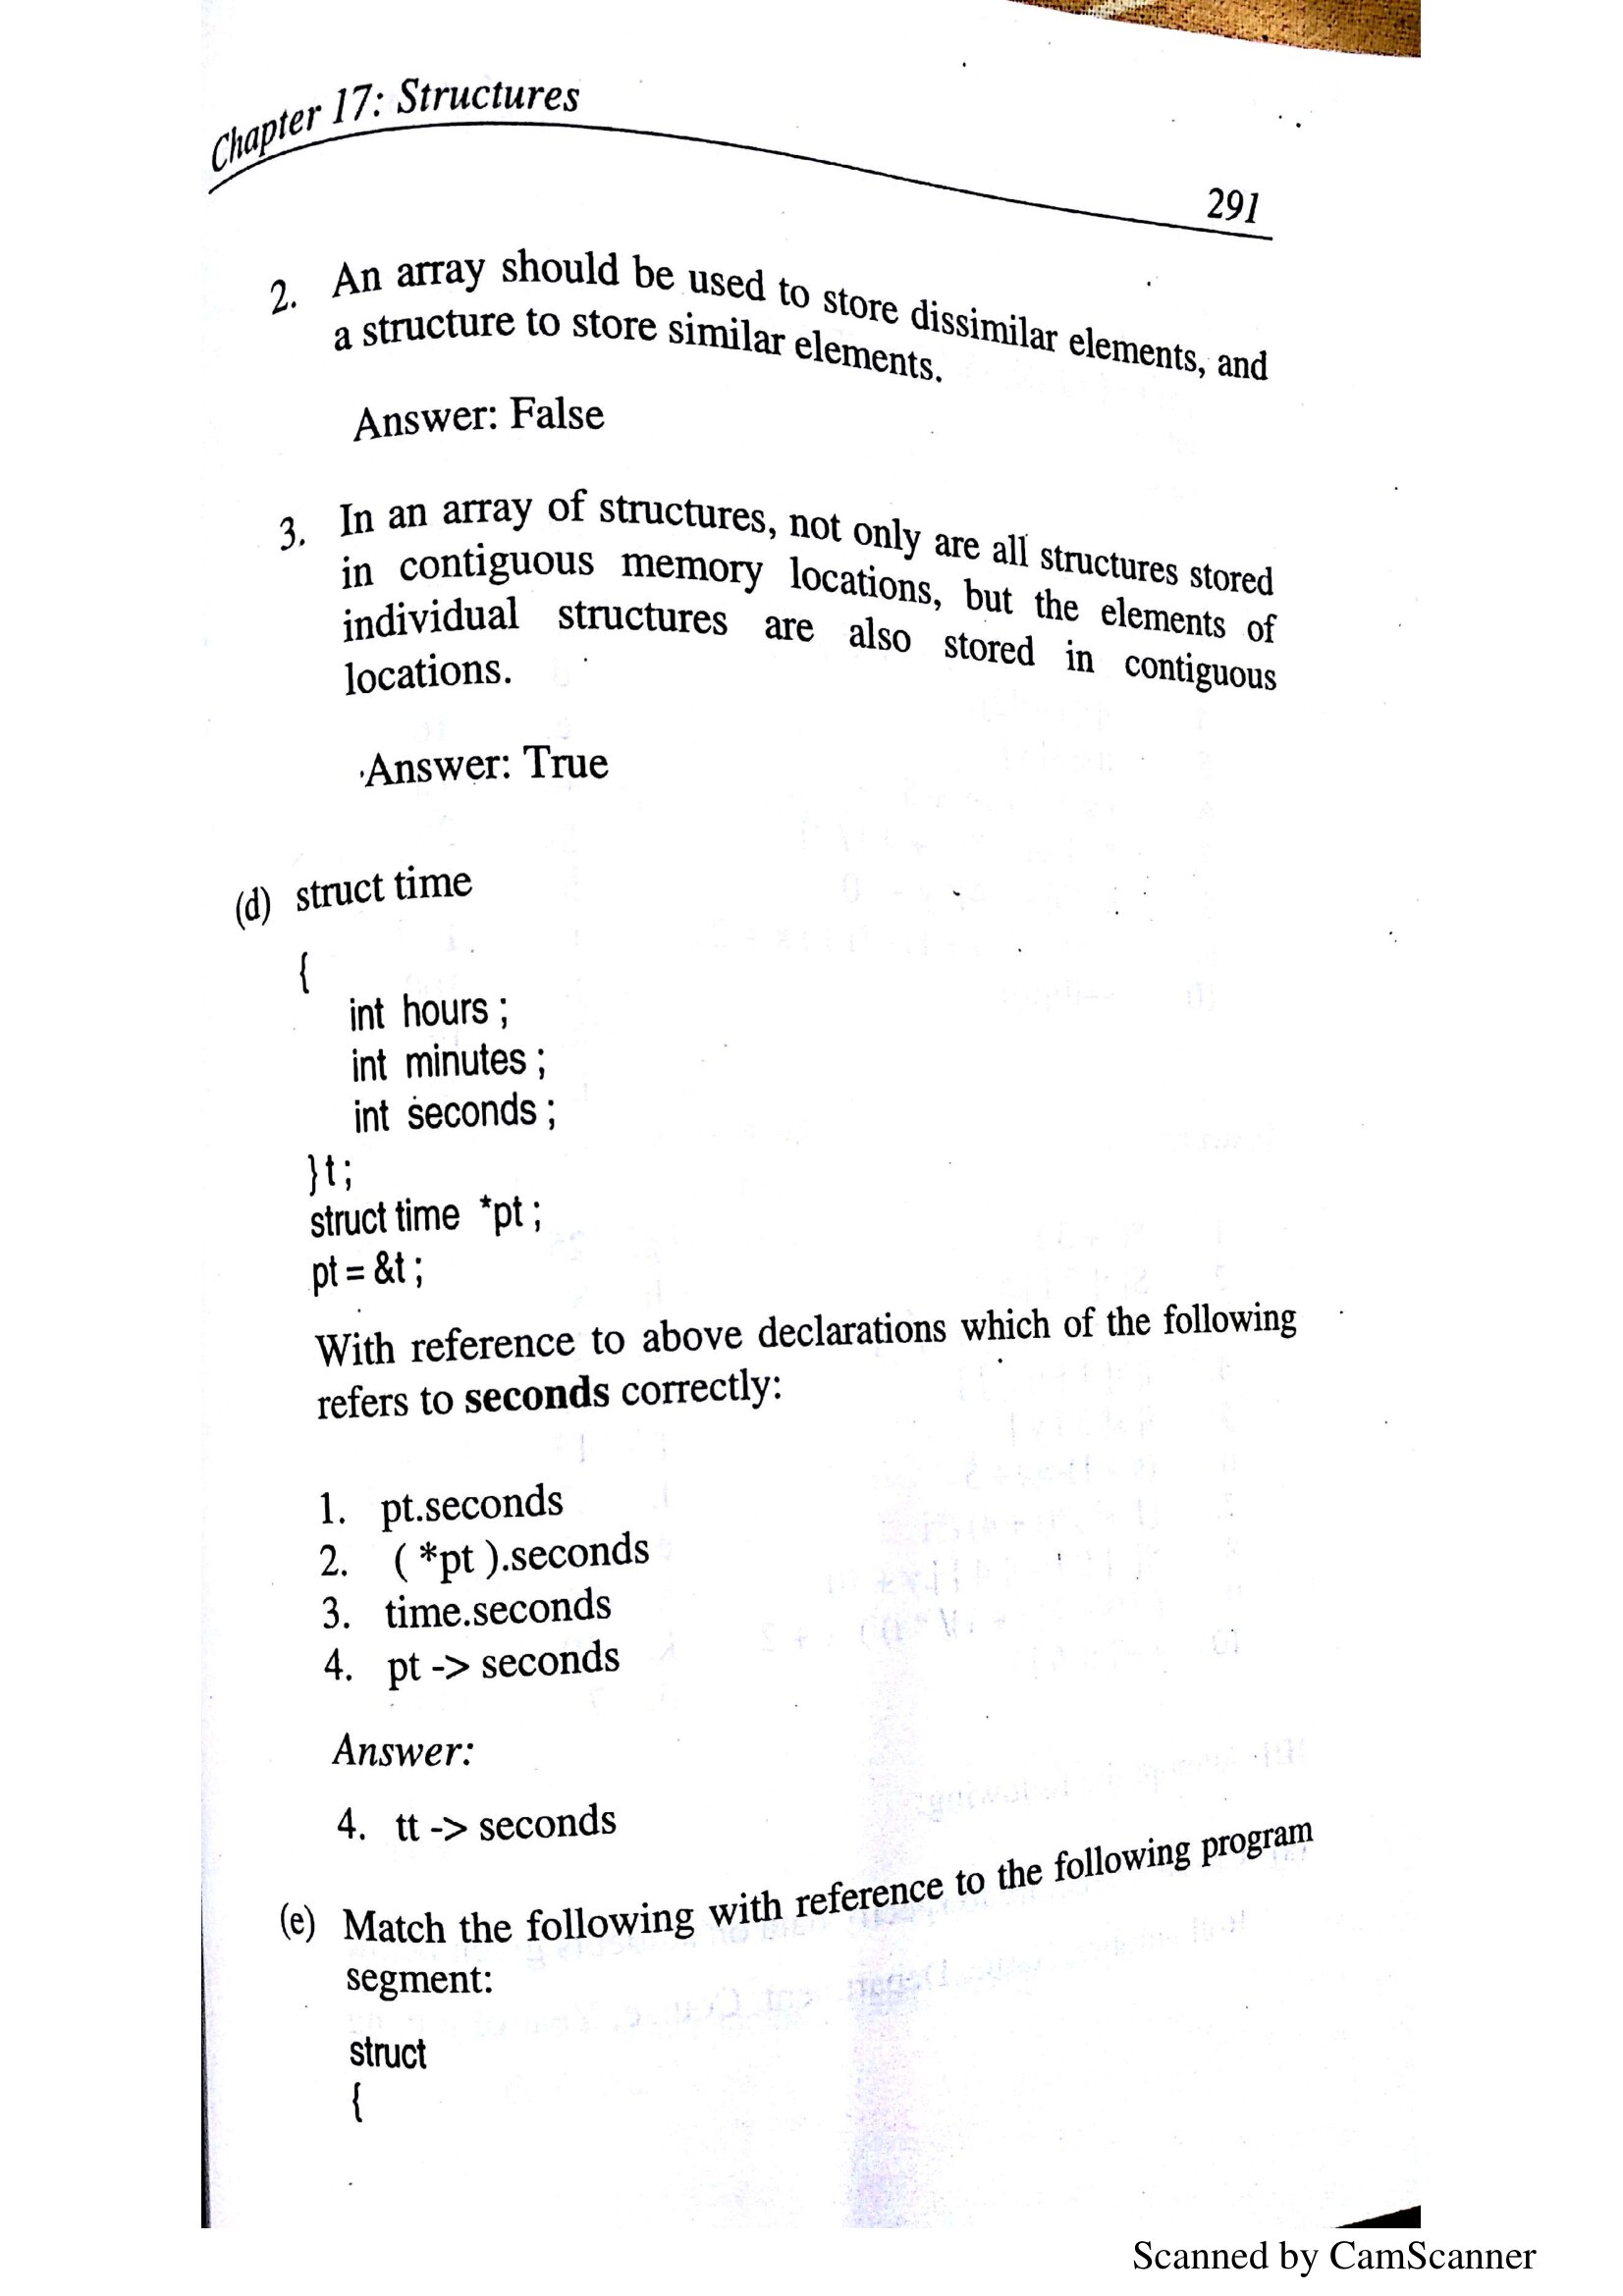 Chapter 17: Structures
291
2. An array should be used to store dissimilar elements, and
a structure to store similar elements.
Answer: False
3. In an array of structures, not only are all structures stored
in contiguous memory locations, but the elements of
individual structures are also stored in contiguous
locations.
Answer: True
(d) struct time
{
int hours ;
int minutes ;
int seconds ;
} t ;
struct time *pt ;
pt = &t ;
With reference to above declarations which of the following
refers to seconds correctly:
1. pt.seconds
2. ( *pt ).seconds
3. time.seconds
4. pt -> seconds
Answer:
4. tt -> seconds
(e) Match the following with reference to the following program
segment:
struct
{
Scanned by CamScanner